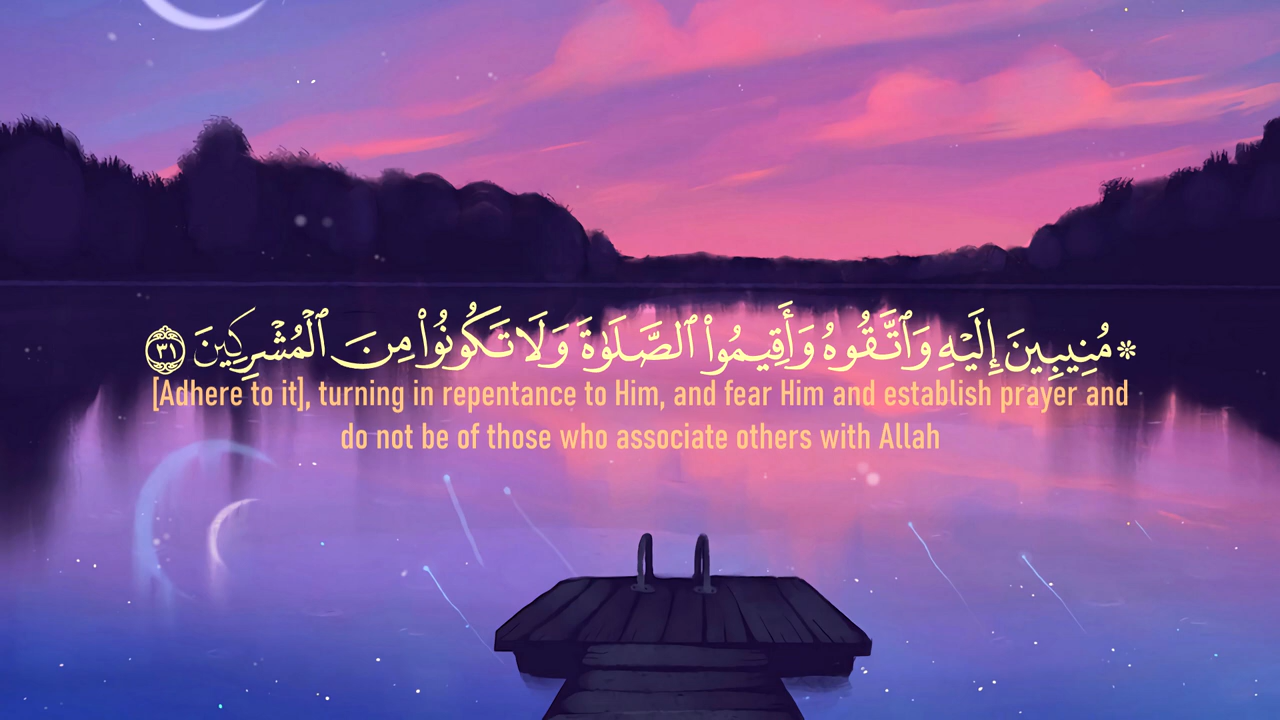 ۞ مُنِيبِينَ إِلَيْهِ وَٱتَّقُوهُ وَأَقِيمُوا۟ ٱلصَّلَوٰةَ وَلَا تَكُونُوا۟ مِنَ ٱلْمُشْرِكِينَ ٣١
[Adhere to it], turning in repentance to Him, and fear Him and establish prayer and
do not be of those who associate others with Allah